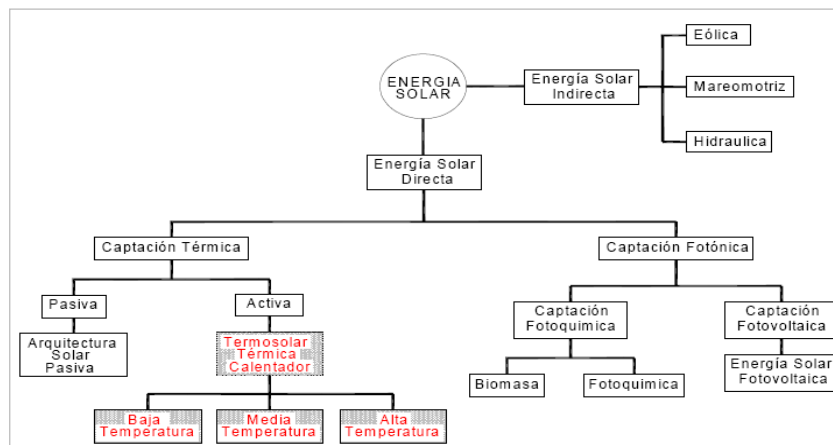 Eólica
ENERGIA
SOLAR
Energía Solar
Indirecta
Mareomotriz
Hidraulica
Energía Solar
Directa
Captación Térmica
Captación Fotónica
Pasiva
Activa
Arquitectura
Solar
Pasiva
Termosolar
Térmica
Calentador
Captación
Fotoquimica
Captación
Fotovoltaica
Biomasa
Fotoquimica
Energía Solar
Fotovoltaica
Baja
Temperatura
Media
Temperatura
Alta
Temperatura